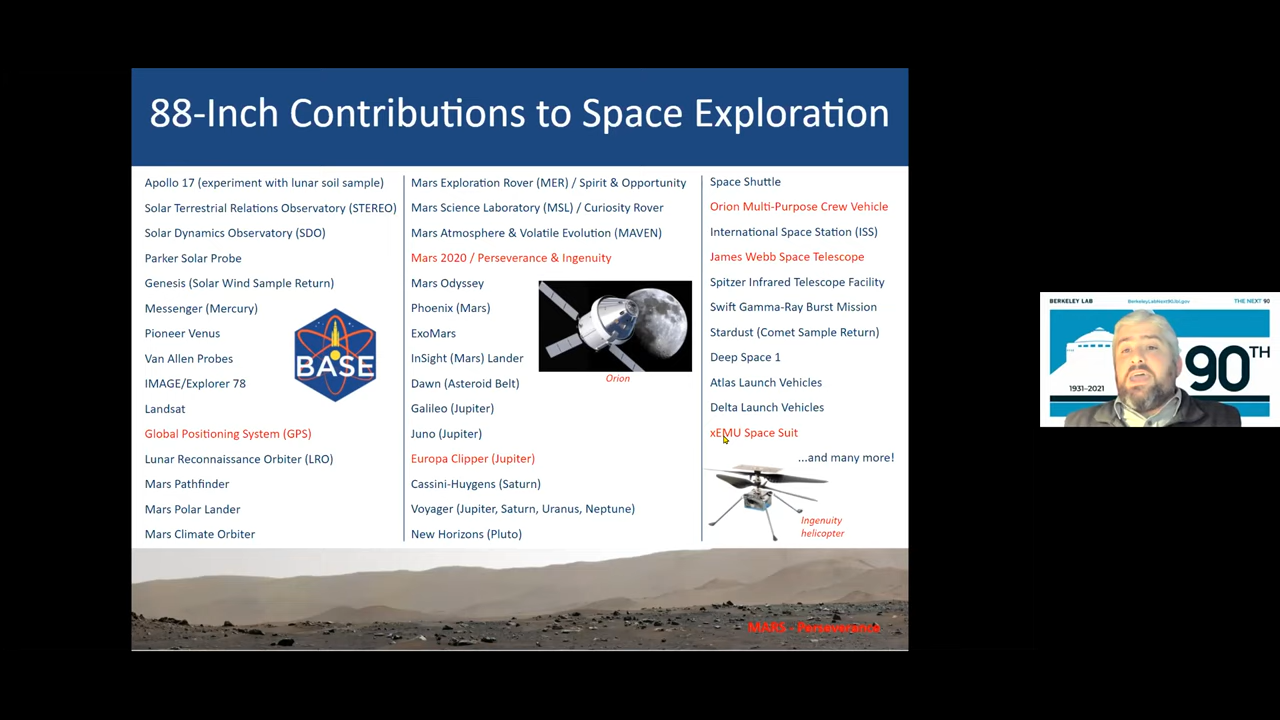 88-Inch Contributions to Space Exploration
Apollo 17 (experiment with lunar soil sample)
Solar Terrestrial Relations Observatory (STEREO)
Solar Dynamics Observatory (SDO)
Parker Solar Probe
Genesis (Solar Wind Sample Return)
Messenger (Mercury)
Pioneer Venus
Van Allen Probes
IMAGE/Explorer 78
Landsat
Global Positioning System (GPS)
Lunar Reconnaissance Orbiter (LRO)
Mars Pathfinder
Mars Polar Lander
Mars Climate Orbiter
BASE
Mars Exploration Rover (MER) / Spirit & Opportunity
Mars Science Laboratory (MSL) / Curiosity Rover
Mars Atmosphere & Volatile Evolution (MAVEN)
Mars 2020 / Perseverance & Ingenuity
Mars Odyssey
Phoenix (Mars)
ExoMars
InSight (Mars) Lander
Dawn (Asteroid Belt)
Galileo (Jupiter)
Juno (Jupiter)
Europa Clipper (Jupiter)
Cassini-Huygens (Saturn)
Voyager (Jupiter, Saturn, Uranus, Neptune)
New Horizons (Pluto)
Orion
Space Shuttle
Orion Multi-Purpose Crew Vehicle
International Space Station (ISS)
James Webb Space Telescope
Spitzer Infrared Telescope Facility
Swift Gamma-Ray Burst Mission
Stardust (Comet Sample Return)
Deep Space 1
Atlas Launch Vehicles
Delta Launch Vehicles
xEMU Space Suit
...and many more!
Ingenuity
helicopter
MARS - Perseverance
BERKELEY LAB
BerkeleyLabNext90.lbl.gov
THE NEXT 90
90TH
1931–2021